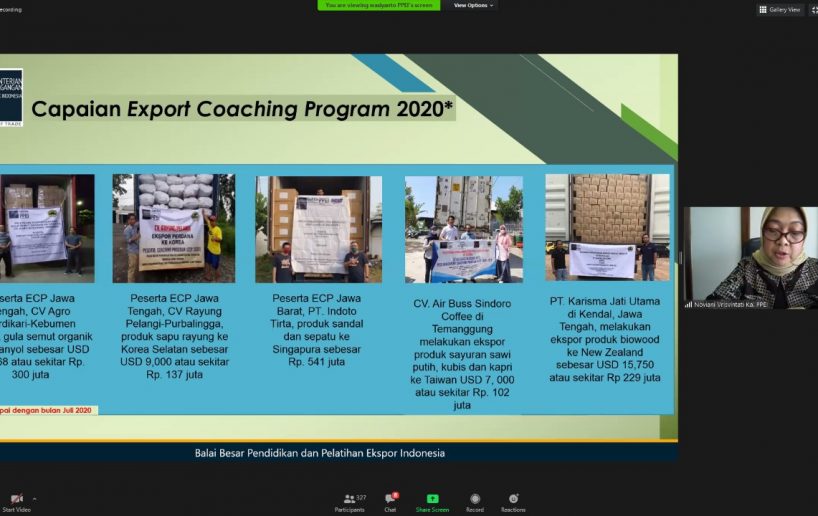 ecording
You are viewing wadyarto PPEI's screen
View Options
Gallery View
NTERIAN
GANGAN
INDONESIA
OF TRADE
Capaian Export Coaching Program 2020*
EKSPOR PERDANA
KE KOREA
serta ECP Jawa
engah, CV Agro
rdikari-Kebumen
gula semut organik
anyol sebesar USD
68 atau sekitar Rp.
300 juta
Peserta ECP Jawa
Tengah, CV Rayung
Pelangi-Purbalingga,
produk sapu rayung ke
Korea Selatan sebesar
USD 9,000 atau sekitar
Rp. 137 juta
Peserta ECP Jawa
Barat, PT. Indoto
Tirta, produk sandal
dan sepatu ke
Singapura sebesar
Rp. 541 juta
CV. Air Buss Sindoro
Coffee di
Temanggung
melakukan ekspor
produk sayuran sawi
putih, kubis dan kapri
ke Taiwan USD 7, 000
atau sekitar Rp. 102
juta
PT. Karisma Jati Utama
di Kendal, Jawa
Tengah, melakukan
ekspor produk biowood
ke New Zealand
sebesar USD 15,750
atau sekitar Rp 229 juta
pai dengan bulan Juli 2020
Balai Besar Pendidikan dan Pelatihan Ekspor Indonesia
Noviani Vrisvintati Ka. PPEI
Start Video
Participants
327
Chat
8
Share Screen
Record
Reactions